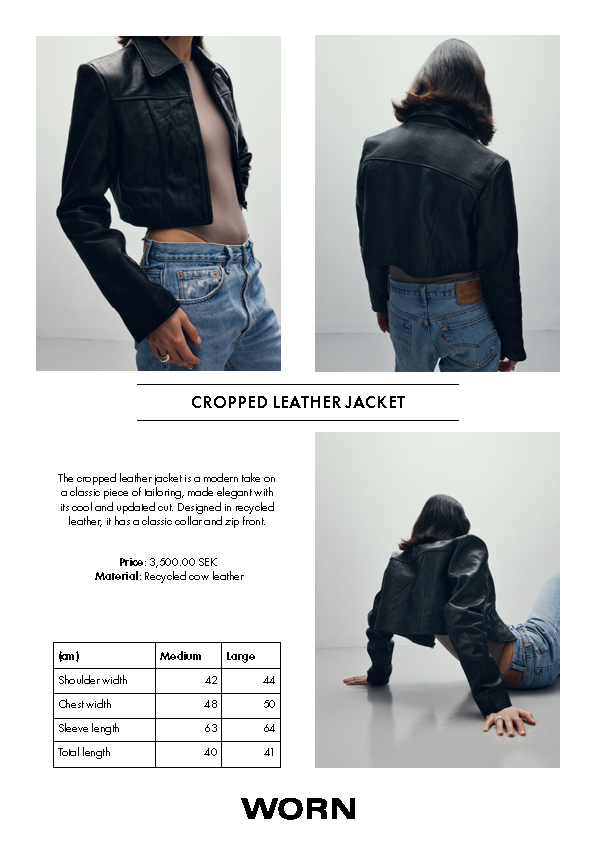 CROPPED LEATHER JACKET
The cropped leather jacket is a modern take on
a classic piece of tailoring, made elegant with
its cool and updated cut. Designed in recycled
leather, it has a classic collar and zip front.
Price: 3,500.00 SEK
Material: Recycled cow leather
(cm) Medium Large
Shoulder width 42 44
Chest width 48 50
Sleeve length 63 64
Total length 40 41
WORN